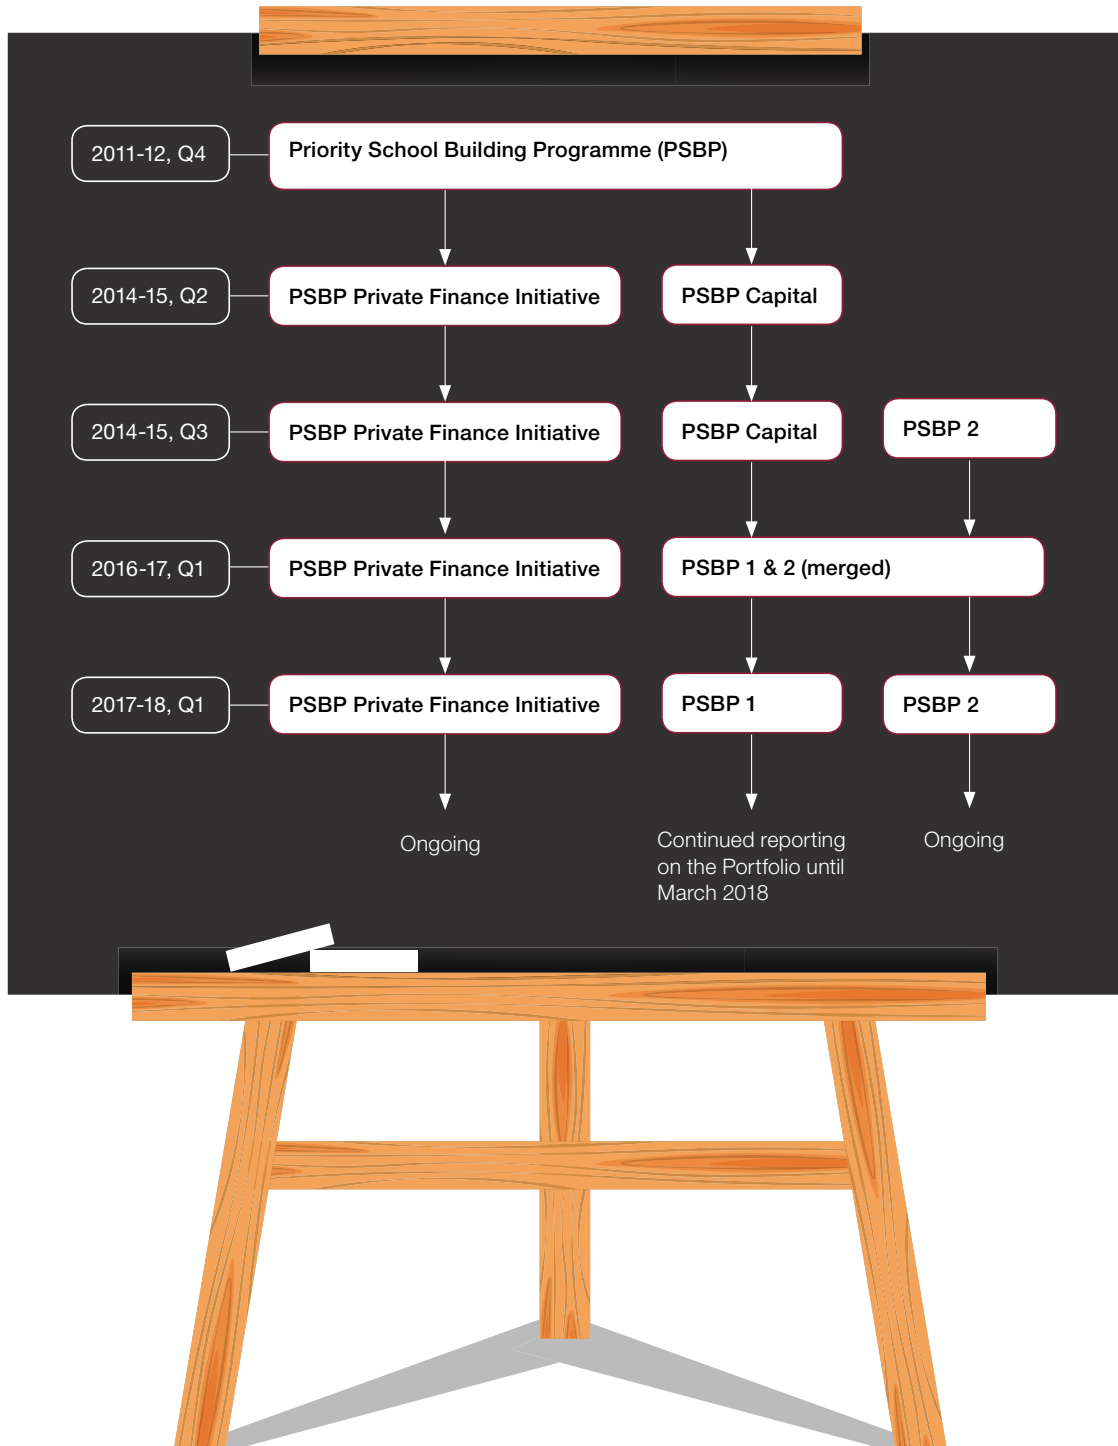 2011-12, Q4
Priority School Building Programme (PSBP)
2014-15, Q2
PSBP Private Finance Initiative
PSBP Capital
2014-15, Q3
PSBP Private Finance Initiative
PSBP Capital
PSBP 2
2016-17, Q1
PSBP Private Finance Initiative
PSBP 1 & 2 (merged)
2017-18, Q1
PSBP Private Finance Initiative
PSBP 1
PSBP 2
Ongoing
Continued reporting
on the Portfolio until
March 2018
Ongoing